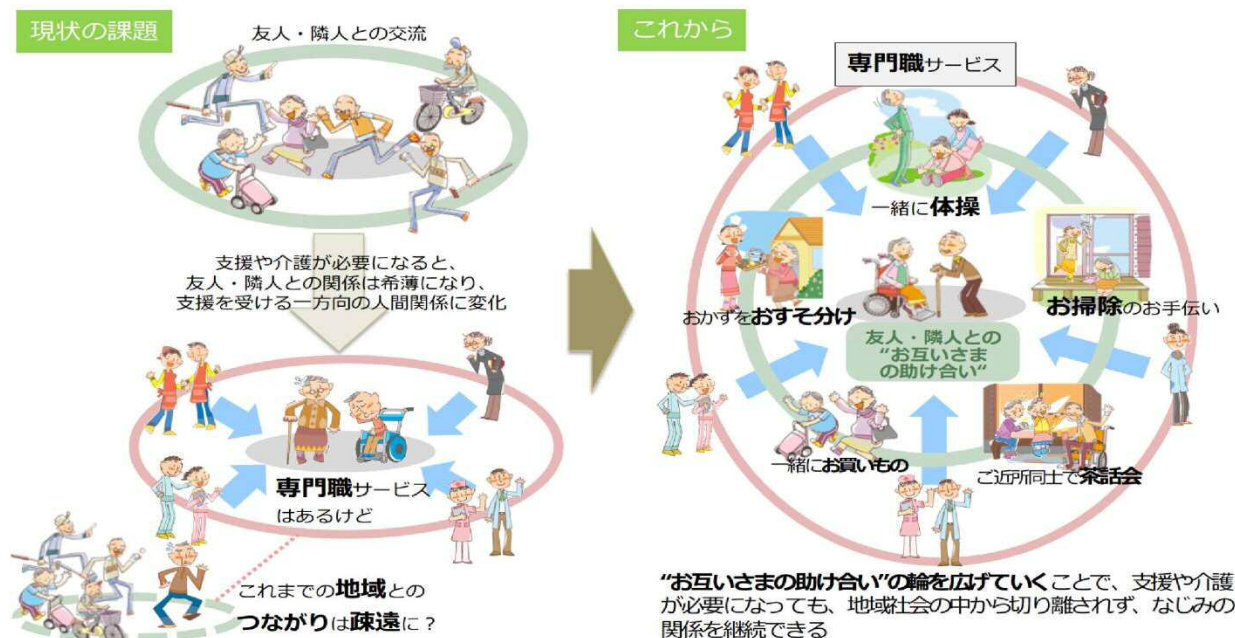 現状の課題
友人・隣人との交流
支援や介護が必要になると、
友人・隣人との関係は希薄になり、
支援を受ける一方向の人間関係に変化
専門職サービス
はあるけど
これまでの地域との
つながりは疎遠に？
これから
専門職サービス
一緒に体操
おかずをおすそ分け
お掃除のお手伝い
友人・隣人との
“お互いさま
の助け合い“
一緒にお買いもの
ご近所同士で茶話会
“お互いさまの助け合い”の輪を広げていくことで、支援や介護
が必要になっても、地域社会の中から切り離されず、なじみの
関係を継続できる